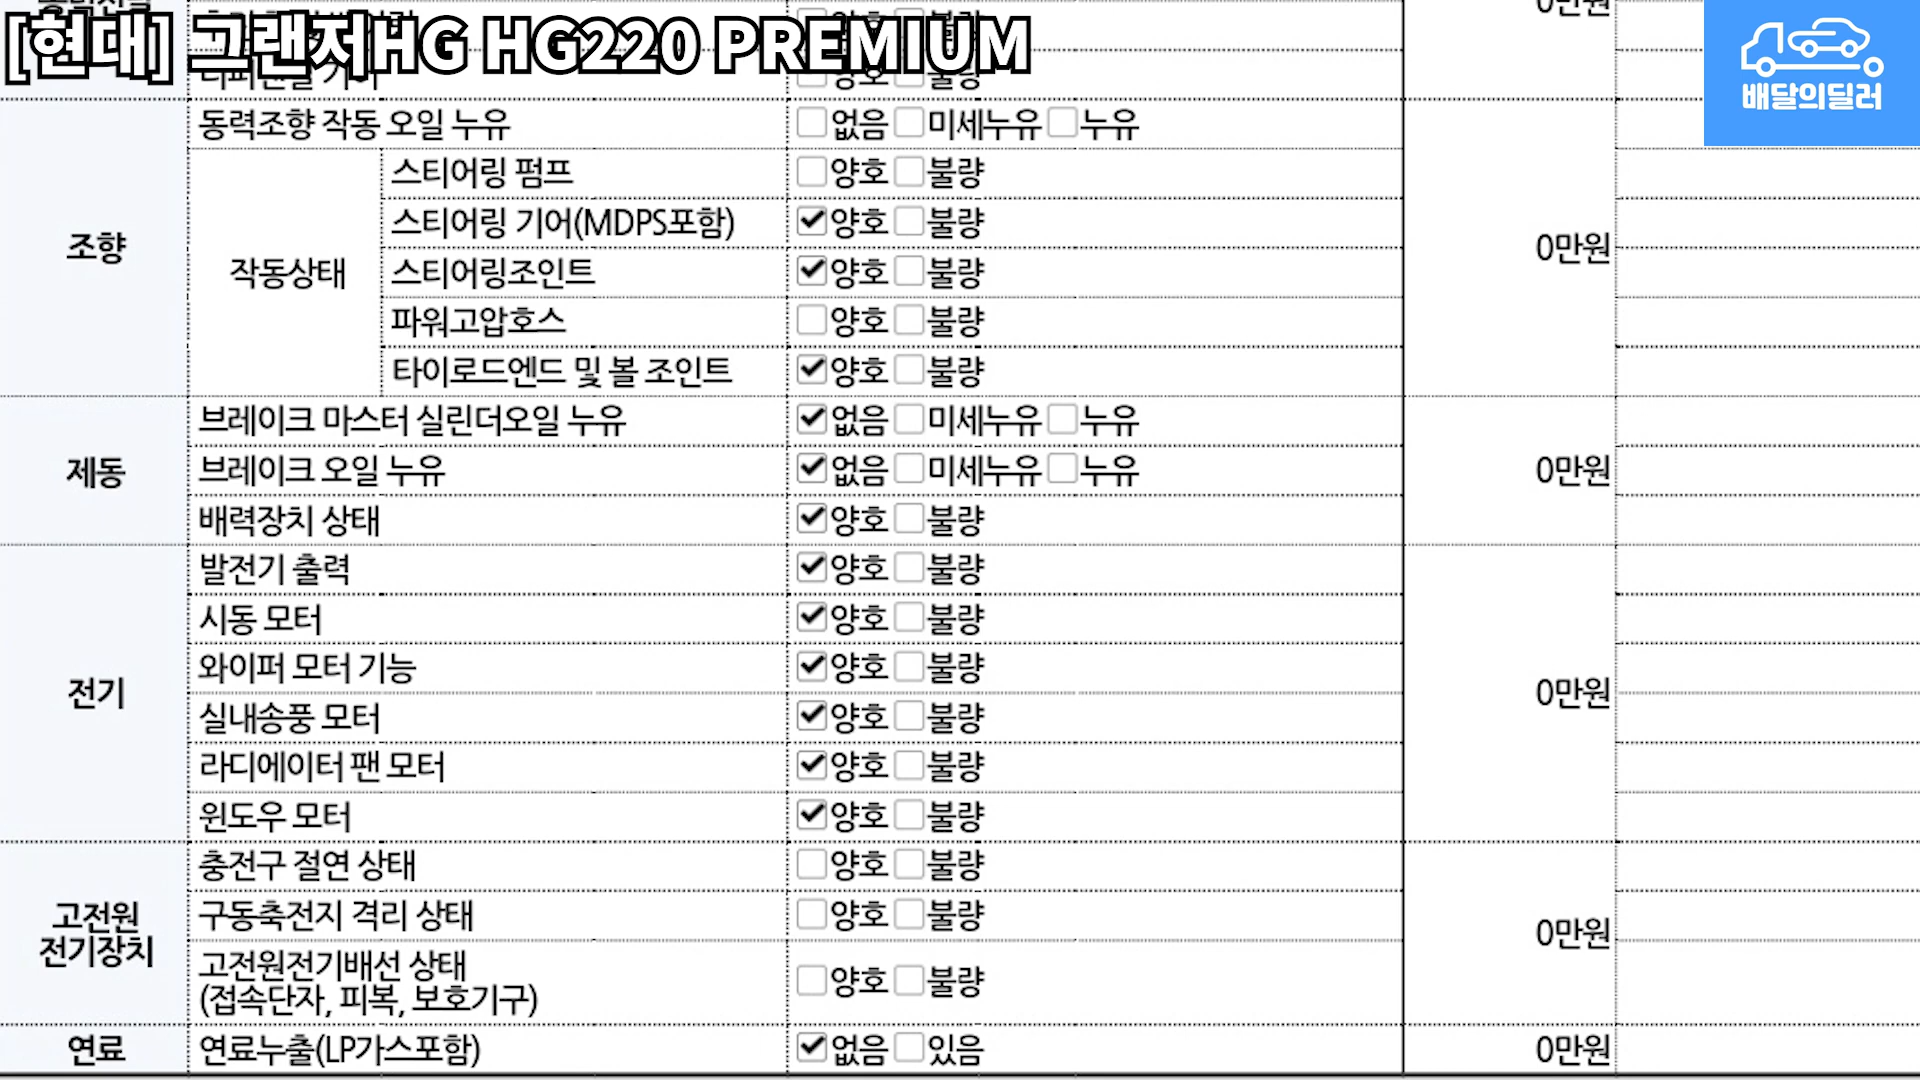 [현대] 그랜저HG HG220 PREMIUM
배달의딜러
0만원
양호 불량
조향
동력조향 작동 오일 누유
없음 미세누유 누유
작동상태
스티어링 펌프
양호 불량
스티어링 기어(MDPS포함)
양호 불량
스티어링조인트
양호 불량
파워고압호스
양호 불량
타이로드엔드 및 볼 조인트
양호 불량
0만원
제동
브레이크 마스터 실린더오일 누유
없음 미세누유 누유
브레이크 오일 누유
없음 미세누유 누유
배력장치 상태
양호 불량
0만원
전기
발전기 출력
양호 불량
시동 모터
양호 불량
와이퍼 모터 기능
양호 불량
실내송풍 모터
양호 불량
라디에이터 팬 모터
양호 불량
윈도우 모터
양호 불량
0만원
고전원
전기장치
충전구 절연 상태
양호 불량
구동축전지 격리 상태
양호 불량
고전원전기배선 상태
(접속단자, 피복, 보호기구)
양호 불량
0만원
연료
연료누출(LP가스포함)
없음 있음
0만원